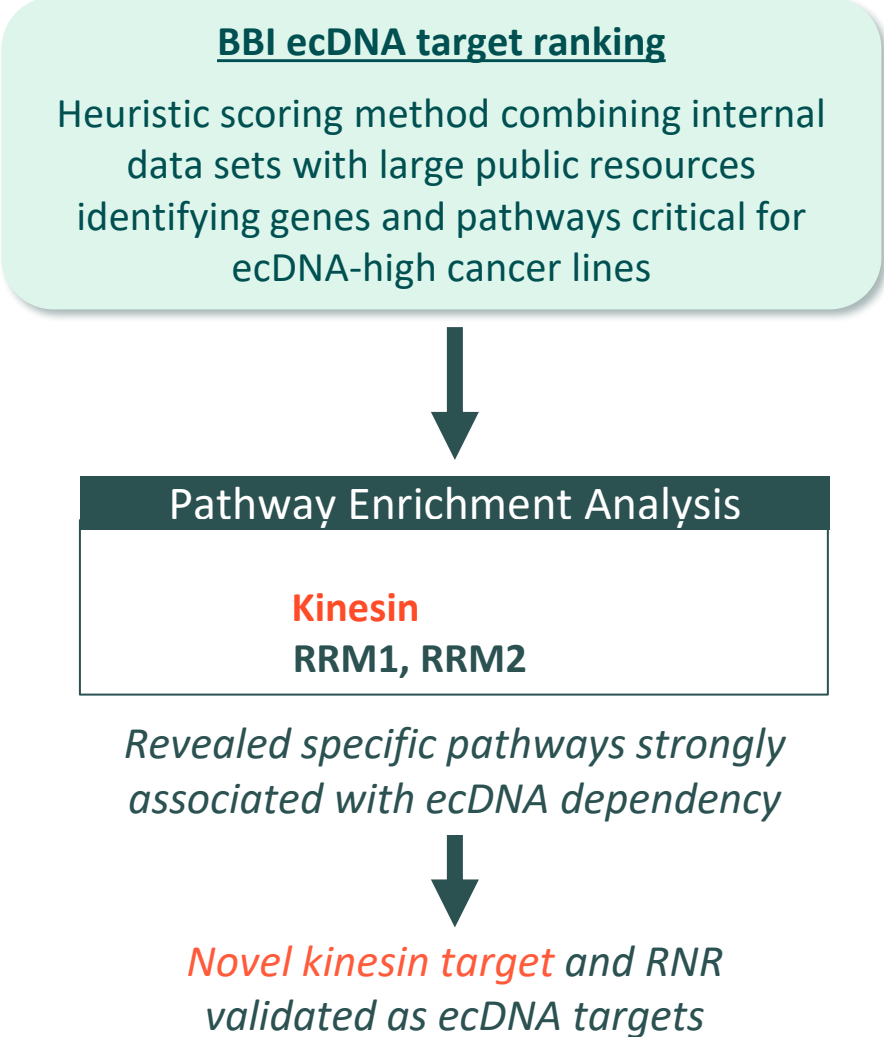 BBI ecDNA target ranking
Heuristic scoring method combining internal
data sets with large public resources
identifying genes and pathways critical for
ecDNA-high cancer lines
Pathway Enrichment Analysis
Kinesin
RRM1, RRM2
Revealed specific pathways strongly
associated with ecDNA dependency
Novel kinesin target and RNR
validated as ecDNA targets